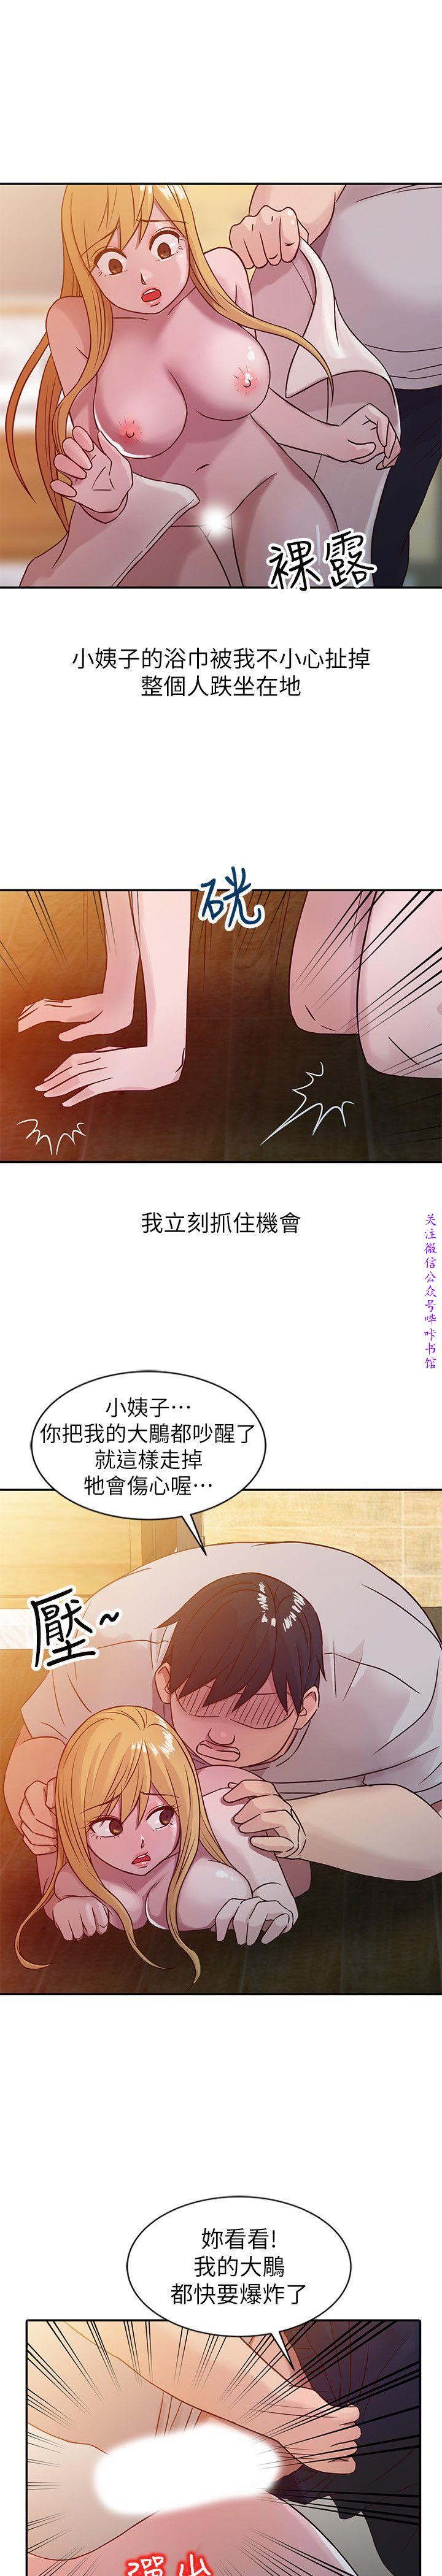 裸露
小姨子的浴巾被我不小心扯掉
整個人跌坐在地
硄
我立刻抓住機會
关注微信公众号哔咔书馆
小姨子⋯
你把我的大鵰都吵醒了
就這樣走掉
牠會傷心喔⋯
壓~
妳看看!
我的大鵰
都快要爆炸了
彈出